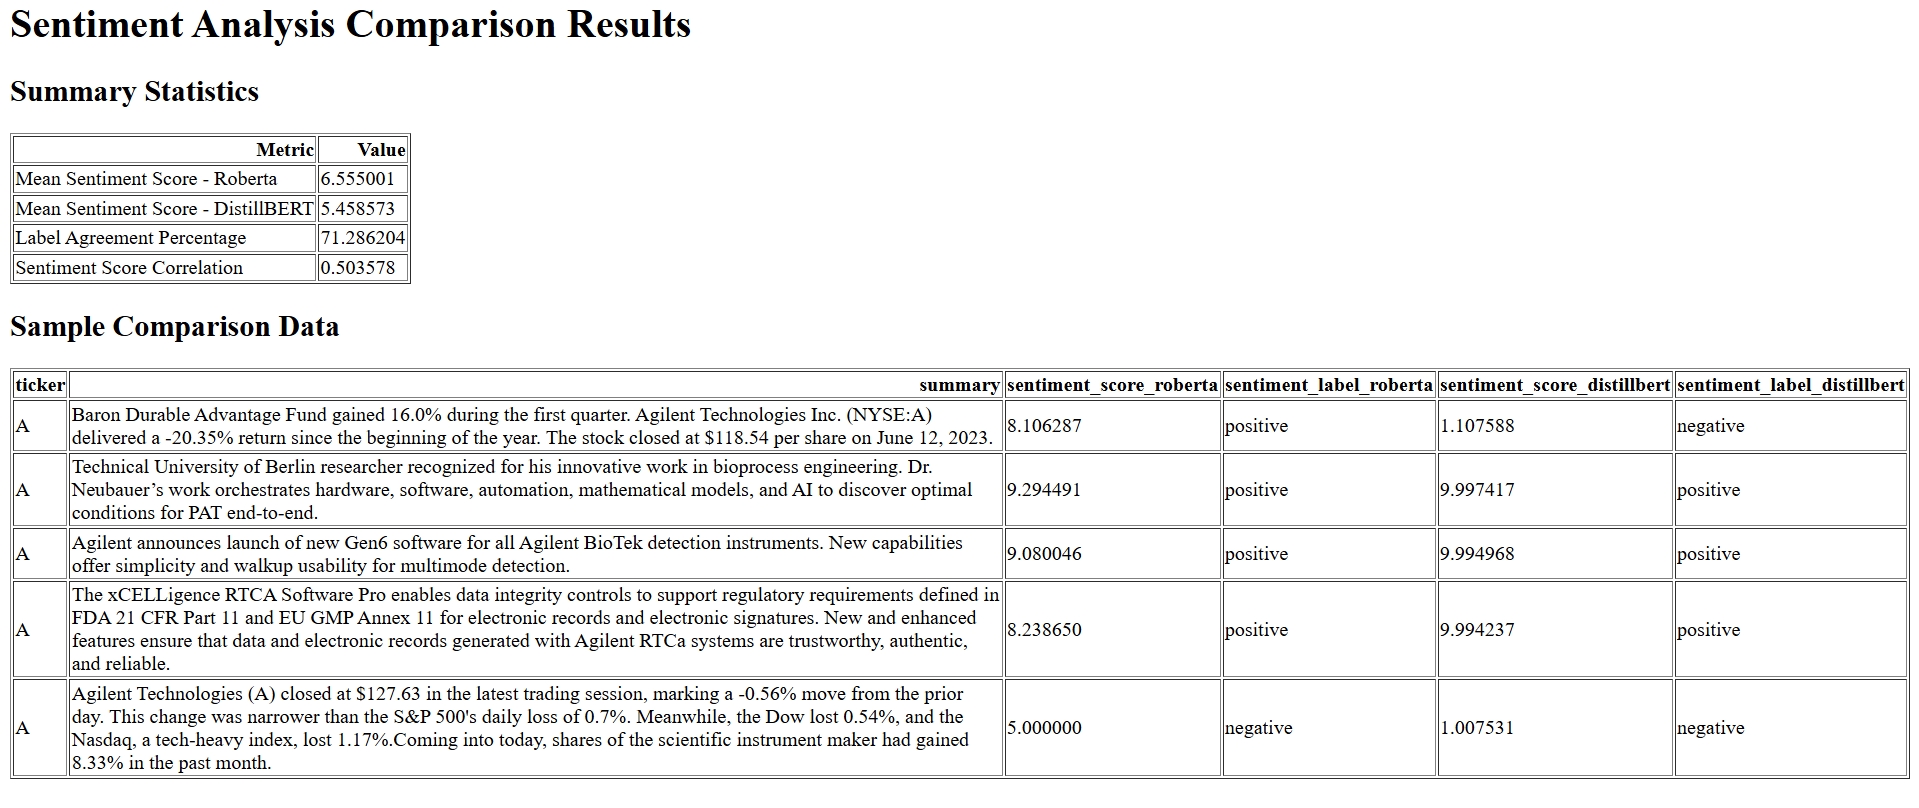 Sentiment Analysis Comparison Results
Summary Statistics
Metric Value
Mean Sentiment Score - Roberta 6.555001
Mean Sentiment Score - DistillBERT 5.458573
Label Agreement Percentage 71.286204
Sentiment Score Correlation 0.503578
Sample Comparison Data
ticker summary sentiment_score_roberta sentiment_label_roberta sentiment_score_distillbert sentiment_label_distillbert
A Baron Durable Advantage Fund gained 16.0% during the first quarter. Agilent Technologies Inc. (NYSE:A)
delivered a -20.35% return since the beginning of the year. The stock closed at $118.54 per share on June 12, 2023. 8.106287 positive 1.107588 negative
A Technical University of Berlin researcher recognized for his innovative work in bioprocess engineering. Dr.
Neubauer’s work orchestrates hardware, software, automation, mathematical models, and AI to discover optimal
conditions for PAT end-to-end. 9.294491 positive 9.997417 positive
A Agilent announces launch of new Gen6 software for all Agilent BioTek detection instruments. New capabilities
offer simplicity and walkup usability for multimode detection. 9.080046 positive 9.994968 positive
A The xCELLigence RTCA Software Pro enables data integrity controls to support regulatory requirements defined in
FDA 21 CFR Part 11 and EU GMP Annex 11 for electronic records and electronic signatures. New and enhanced
features ensure that data and electronic records generated with Agilent RTCa systems are trustworthy, authentic,
and reliable. 8.238650 positive 9.994237 positive
A Agilent Technologies (A) closed at $127.63 in the latest trading session, marking a -0.56% move from the prior
day. This change was narrower than the S&P 500's daily loss of 0.7%. Meanwhile, the Dow lost 0.54%, and the
Nasdaq, a tech-heavy index, lost 1.17%.Coming into today, shares of the scientific instrument maker had gained
8.33% in the past month. 5.000000 negative 1.007531 negative